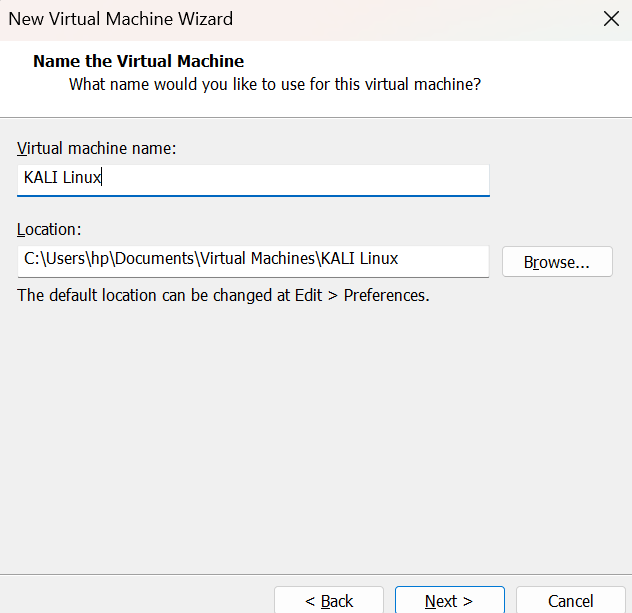 New Virtual Machine Wizard
Name the Virtual Machine
What name would you like to use for this virtual machine?
Virtual machine name:
KALI Linux
Location:
C:\Users\hp\Documents\Virtual Machines\KALI Linux
Browse...
The default location can be changed at Edit > Preferences.
< Back Next > Cancel